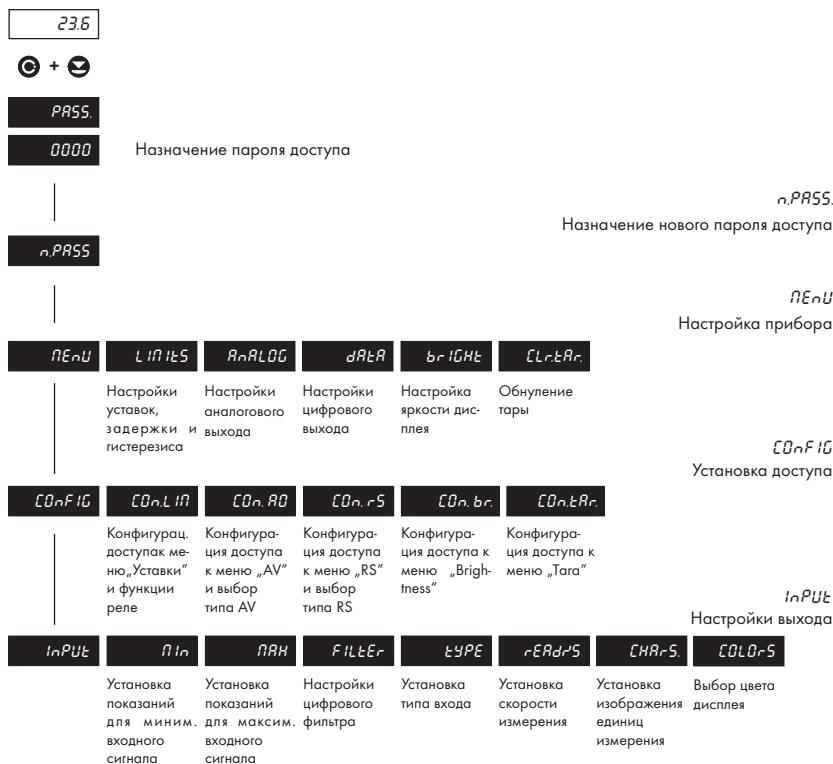 23.6
+
PASS.
0000
Назначение пароля доступа
n.PASS.
Назначение нового пароля доступа
n.PASS
MEnU
Настройка прибора
MEnU LIMItS AnALOG dAtA brIGHt CLr.tAr.
Настройки уставок, задержки и гистерезиса
Настройки аналогового выхода
Настройки цифрового выхода
Настройка яркости дис-
плея
Обнуление тары
COnFIG
Установка доступа
COnFIG COn.LIM COn. AO COn. rS COn. br. COn.tAr.
Конфигурац.
доступак ме-
ню„Уставки"
и функции
реле
Конфигура-
ция доступа
к меню „AV"
и выбор
типа AV
Конфигура-
ция доступа
к меню „RS"
и выбор
типа RS
Конфигура-
ция доступа к
меню „Brigh-
tness"
Конфигура-
ция доступа к
меню „Tara"
InPUt
Настройки выхода
InPUt MIn MAX FILtEr tYPE rEAd/S CHArS. COLOrS
Установка
показаний
для миним.
входного
сигнала
Установка
показаний
для максим.
входного
сигнала
Настройки
цифрового
фильтра
Установка
типа входа
Установка
скорости
измерения
Установка
изображения
единиц
измерения
Выбор цвета
дисплея